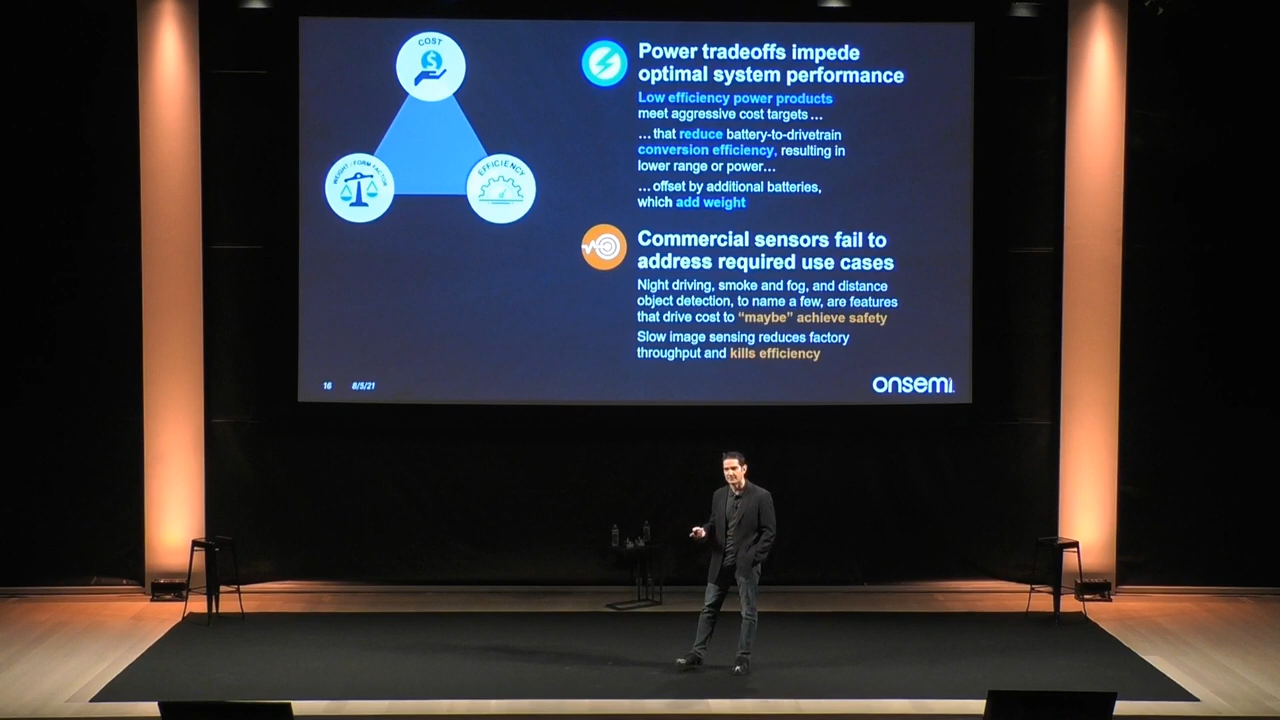 COST
WEIGHT / FORM FACTOR
EFFICIENCY
Power tradeoffs impede
optimal system performance
Low efficiency power products
meet aggressive cost targets ...
... that reduce battery-to-drivetrain
conversion efficiency, resulting in
lower range or power...
... offset by additional batteries,
which add weight
Commercial sensors fail to
address required use cases
Night driving, smoke and fog, and distance
object detection, to name a few, are features
that drive cost to “maybe” achieve safety
Slow image sensing reduces factory
throughput and kills efficiency
16 8/5/21
onsemi